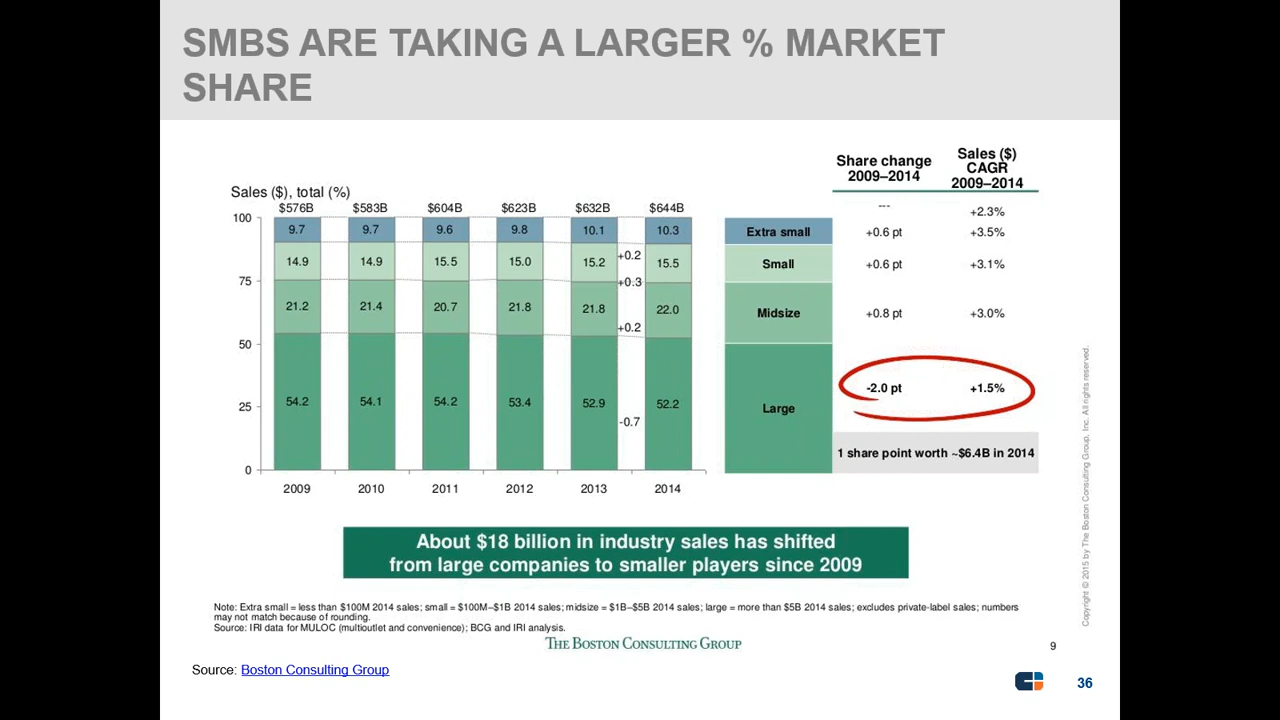 SMBS ARE TAKING A LARGER % MARKET
SHARE
Share change
2009–2014
Sales ($)
CAGR
2009–2014
Sales ($), total (%)
$576B $583B $604B $623B $632B $644B
--- +2.3%
100 9.7 9.7 9.6 9.8 10.1 10.3
Extra small +0.6 pt +3.5%
+0.2
14.9 14.9 15.5 15.0 15.2 15.5
Small +0.6 pt +3.1%
75 +0.3
21.2 21.4 20.7 21.8 21.8 22.0
Midsize +0.8 pt +3.0%
+0.2
50
-2.0 pt +1.5%
25 54.2 54.1 54.2 53.4 52.9 52.2
Large
-0.7
1 share point worth ~$6.4B in 2014
0
2009 2010 2011 2012 2013 2014
About $18 billion in industry sales has shifted
from large companies to smaller players since 2009
Note: Extra small = less than $100M 2014 sales; small = $100M–$1B 2014 sales; midsize = $1B–$5B 2014 sales; large = more than $5B 2014 sales; excludes private-label sales; numbers
may not match because of rounding.
Source: IRI data for MULOC (multioutlet and convenience); BCG and IRI analysis.
THE BOSTON CONSULTING GROUP
9
Copyright © 2015 by The Boston Consulting Group, Inc. All rights reserved.
Source: Boston Consulting Group
36